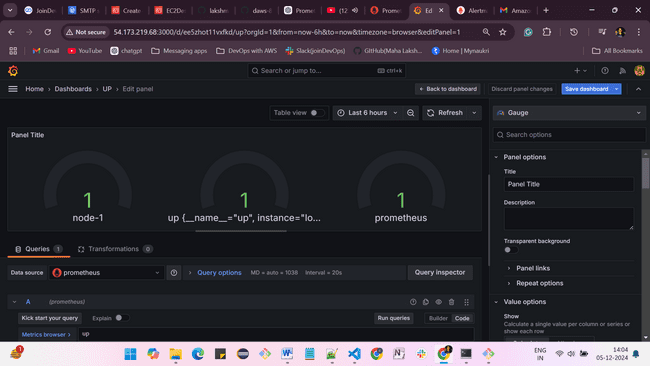 JoinDe
SMTP
Create
EC2De
lakshm
daws-8
Prome
(12
Prome
Ed
Alertm
Amazo
Not secure 54.173.219.68:3000/d/ee5zhot11vxfkd/up?orgId=1&from=now-6h&to=now&timezone=browser&editPanel=1
Gmail
YouTube
chatgpt
Messaging apps
DevOps with AWS
Slack(joinDevOps)
GitHub(Maha Laksh...
Home | Mynaukri
All Bookmarks
Search or jump to...
ctrl+k
Home › Dashboards › UP › Edit panel
Back to dashboard
Discard panel changes
Save dashboard
Table view
Last 6 hours
Refresh
Gauge
Search options
Panel Title
1
node-1
1
up {__name__="up", instance="lo...
1
prometheus
Panel options
Title
Panel Title
Description
Transparent background
Panel links
Repeat options
Value options
Show
Calculate a single value per column or series or
show each row
Queries 1
Transformations 0
Data source
prometheus
Query options
MD = auto = 1038
Interval = 20s
Query inspector
A
(prometheus)
Kick start your query
Explain
Run queries
Builder
Code
Metrics browser >
up
ENG
IN
14:04
05-12-2024